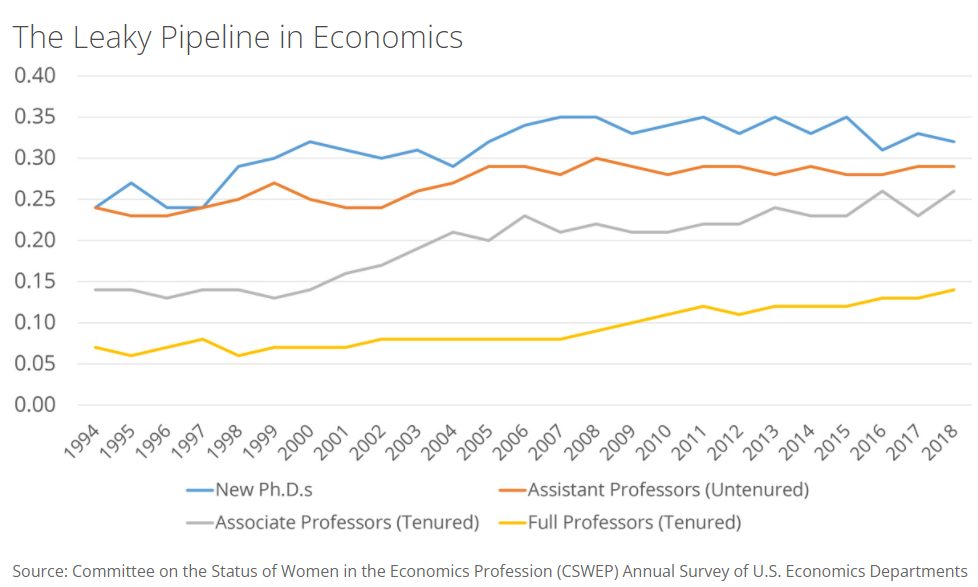 The Leaky Pipeline in Economics
0.40
0.35
0.30
0.25
0.20
0.15
0.10
0.05
0.00
1994 1995 1996 1997 1998 1999 2000 2001 2002 2003 2004 2005 2006 2007 2008 2009 2010 2011 2012 2013 2014 2015 2016 2017 2018
New Ph.D.s Assistant Professors (Untenured)
Associate Professors (Tenured) Full Professors (Tenured)
Source: Committee on the Status of Women in the Economics Profession (CSWEP) Annual Survey of U.S. Economics Departments